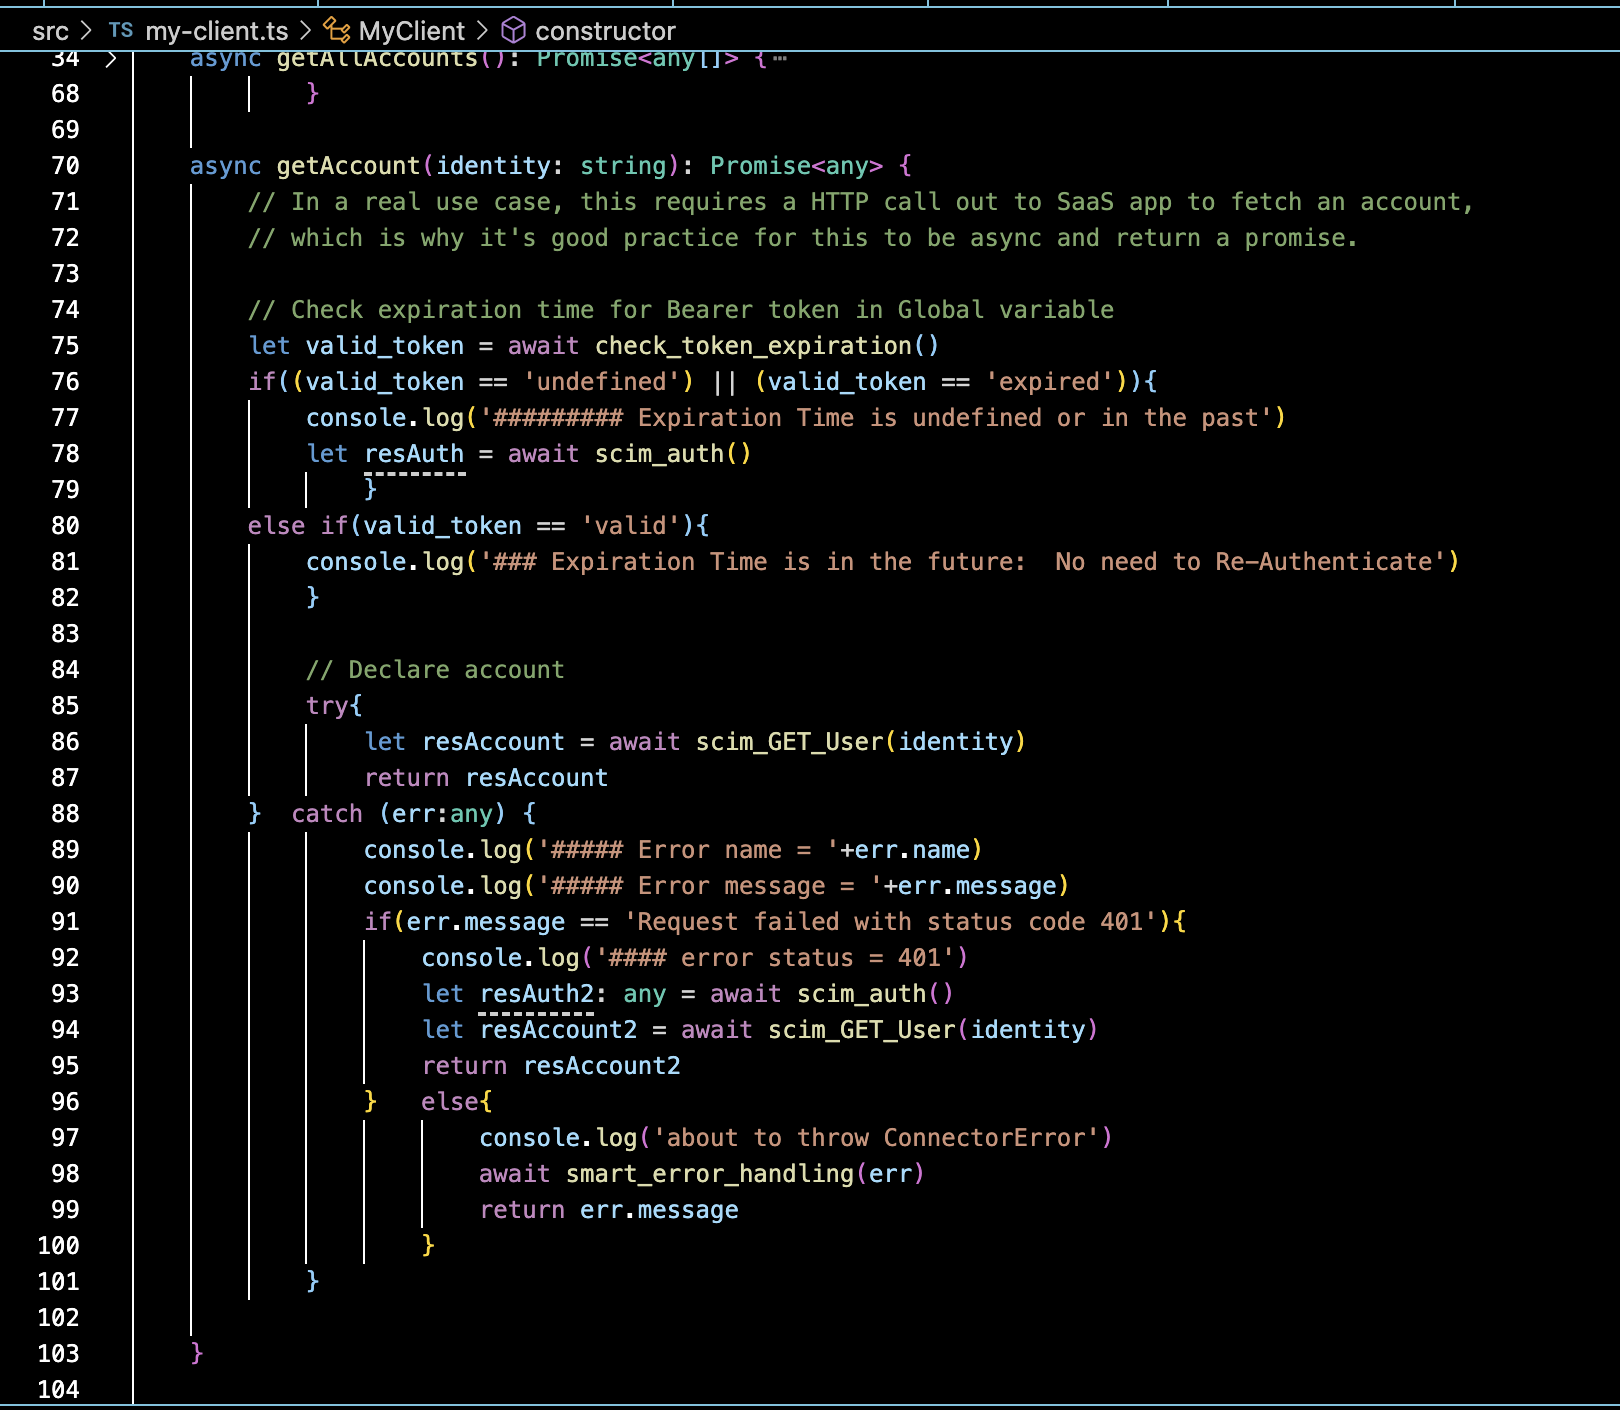 src > TS my-client.ts > MyClient > constructor
34 > async getAllAccounts(): Promise<any[]> {⋯
68 }
69
70 async getAccount(identity: string): Promise<any> {
71 // In a real use case, this requires a HTTP call out to SaaS app to fetch an account,
72 // which is why it's good practice for this to be async and return a promise.
73
74 // Check expiration time for Bearer token in Global variable
75 let valid_token = await check_token_expiration()
76 if((valid_token == 'undefined') || (valid_token == 'expired')){
77 console.log('######### Expiration Time is undefined or in the past')
78 let resAuth = await scim_auth()
79 }
80 else if(valid_token == 'valid'){
81 console.log('### Expiration Time is in the future:  No need to Re-Authenticate')
82 }
83
84 // Declare account
85 try{
86 let resAccount = await scim_GET_User(identity)
87 return resAccount
88 }  catch (err:any) {
89 console.log('##### Error name = '+err.name)
90 console.log('##### Error message = '+err.message)
91 if(err.message == 'Request failed with status code 401'){
92 console.log('#### error status = 401')
93 let resAuth2: any = await scim_auth()
94 let resAccount2 = await scim_GET_User(identity)
95 return resAccount2
96 }   else{
97 console.log('about to throw ConnectorError')
98 await smart_error_handling(err)
99 return err.message
100 }
101 }
102
103 }
104